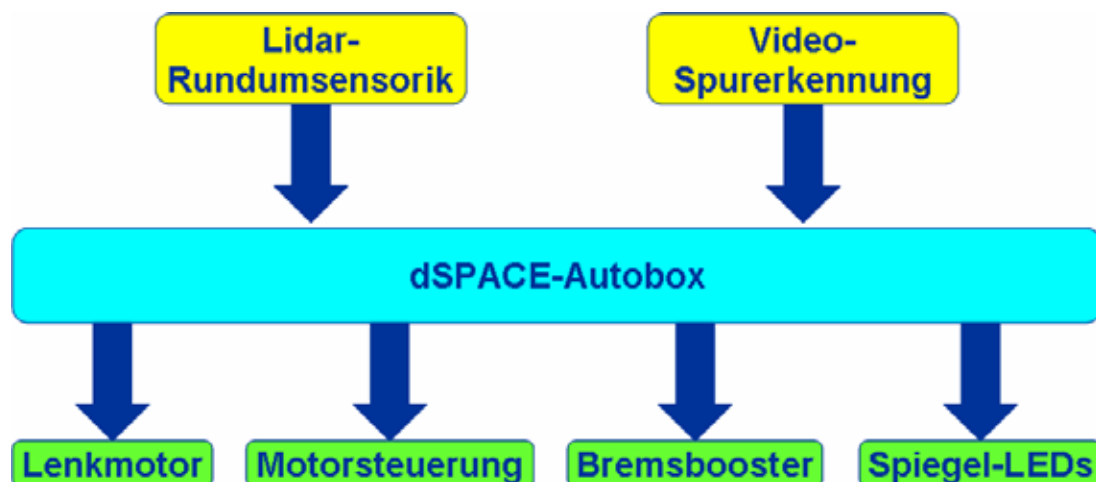 Lidar-
Rundumsensorik
Video-
Spurerkennung
dSPACE-Autobox
Lenkmotor
Motorsteuerung
Bremsbooster
Spiegel-LEDs